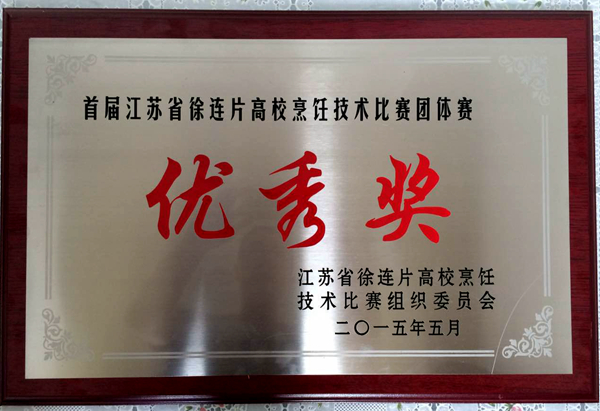 首届江苏省徐连片高校烹饪技术比赛团体赛
优秀奖
江苏省徐连片高校烹饪
技术比赛组织委员会
二〇一五年五月